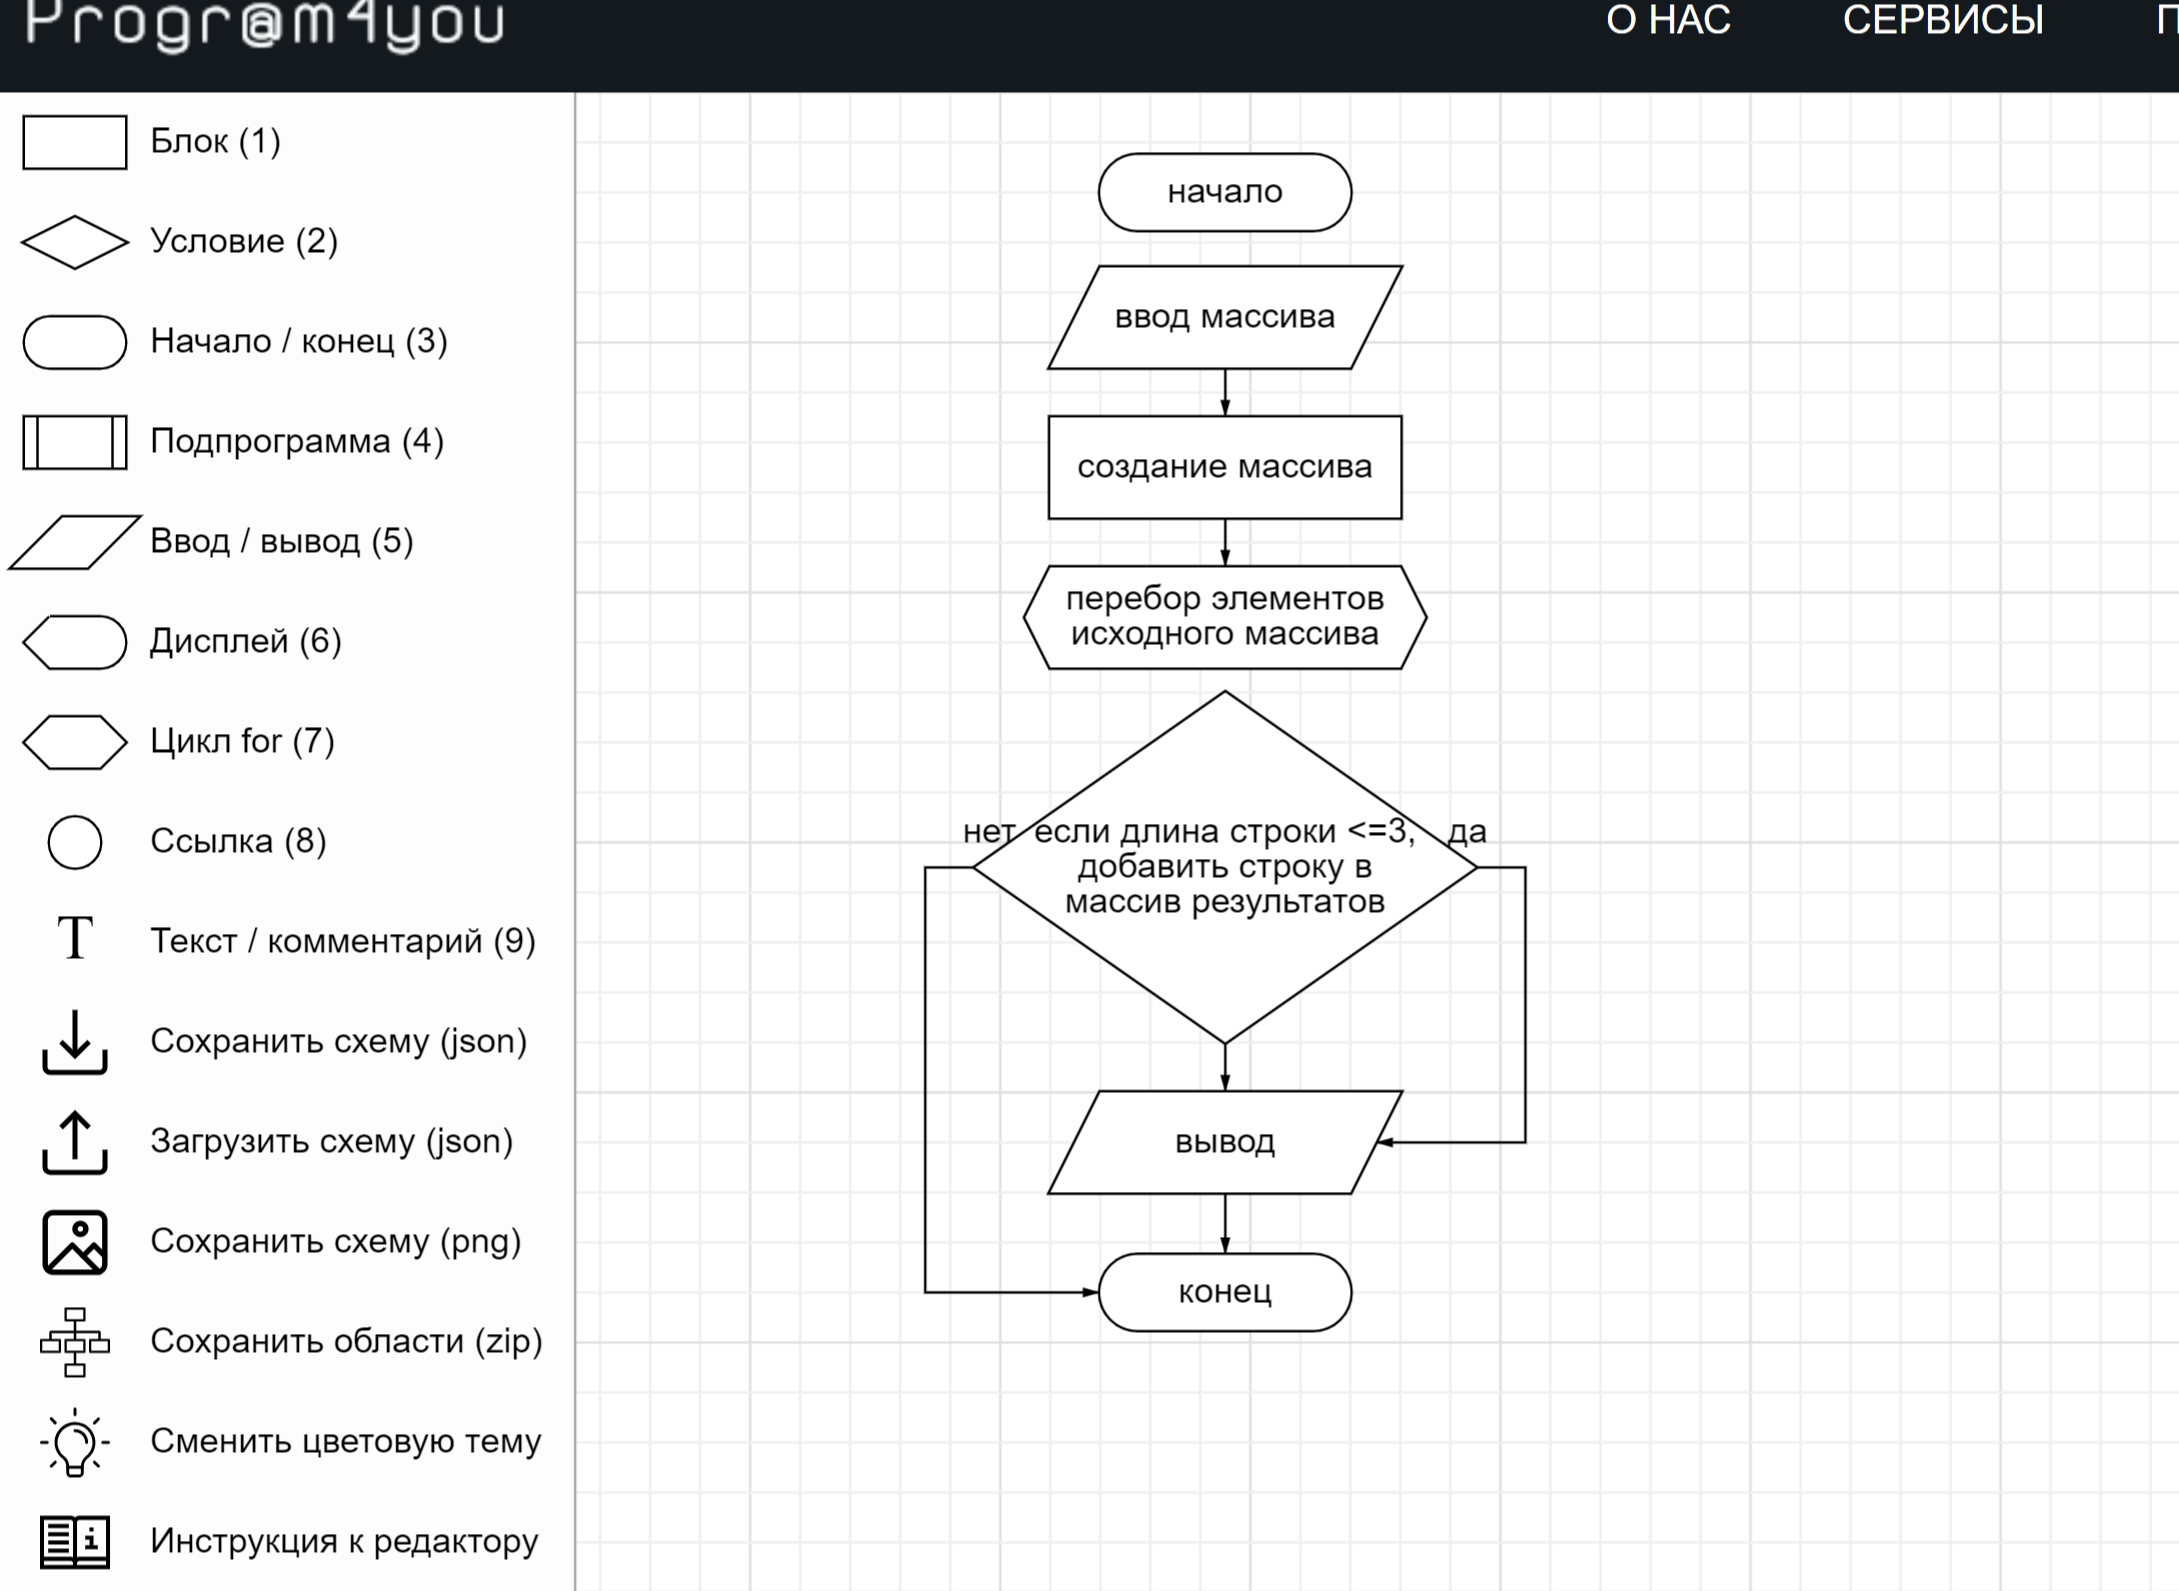 Progr@m4you
О НАС
СЕРВИСЫ
Блок (1)
Условие (2)
Начало / конец (3)
Подпрограмма (4)
Ввод / вывод (5)
Дисплей (6)
Цикл for (7)
Ссылка (8)
T
Текст / комментарий (9)
Сохранить схему (json)
Загрузить схему (json)
Сохранить схему (png)
Сохранить области (zip)
Сменить цветовую тему
Инструкция к редактору
начало
ввод массива
создание массива
перебор элементов
исходного массива
нет
если длина строки <=3,
добавить строку в
массив результатов
да
вывод
конец